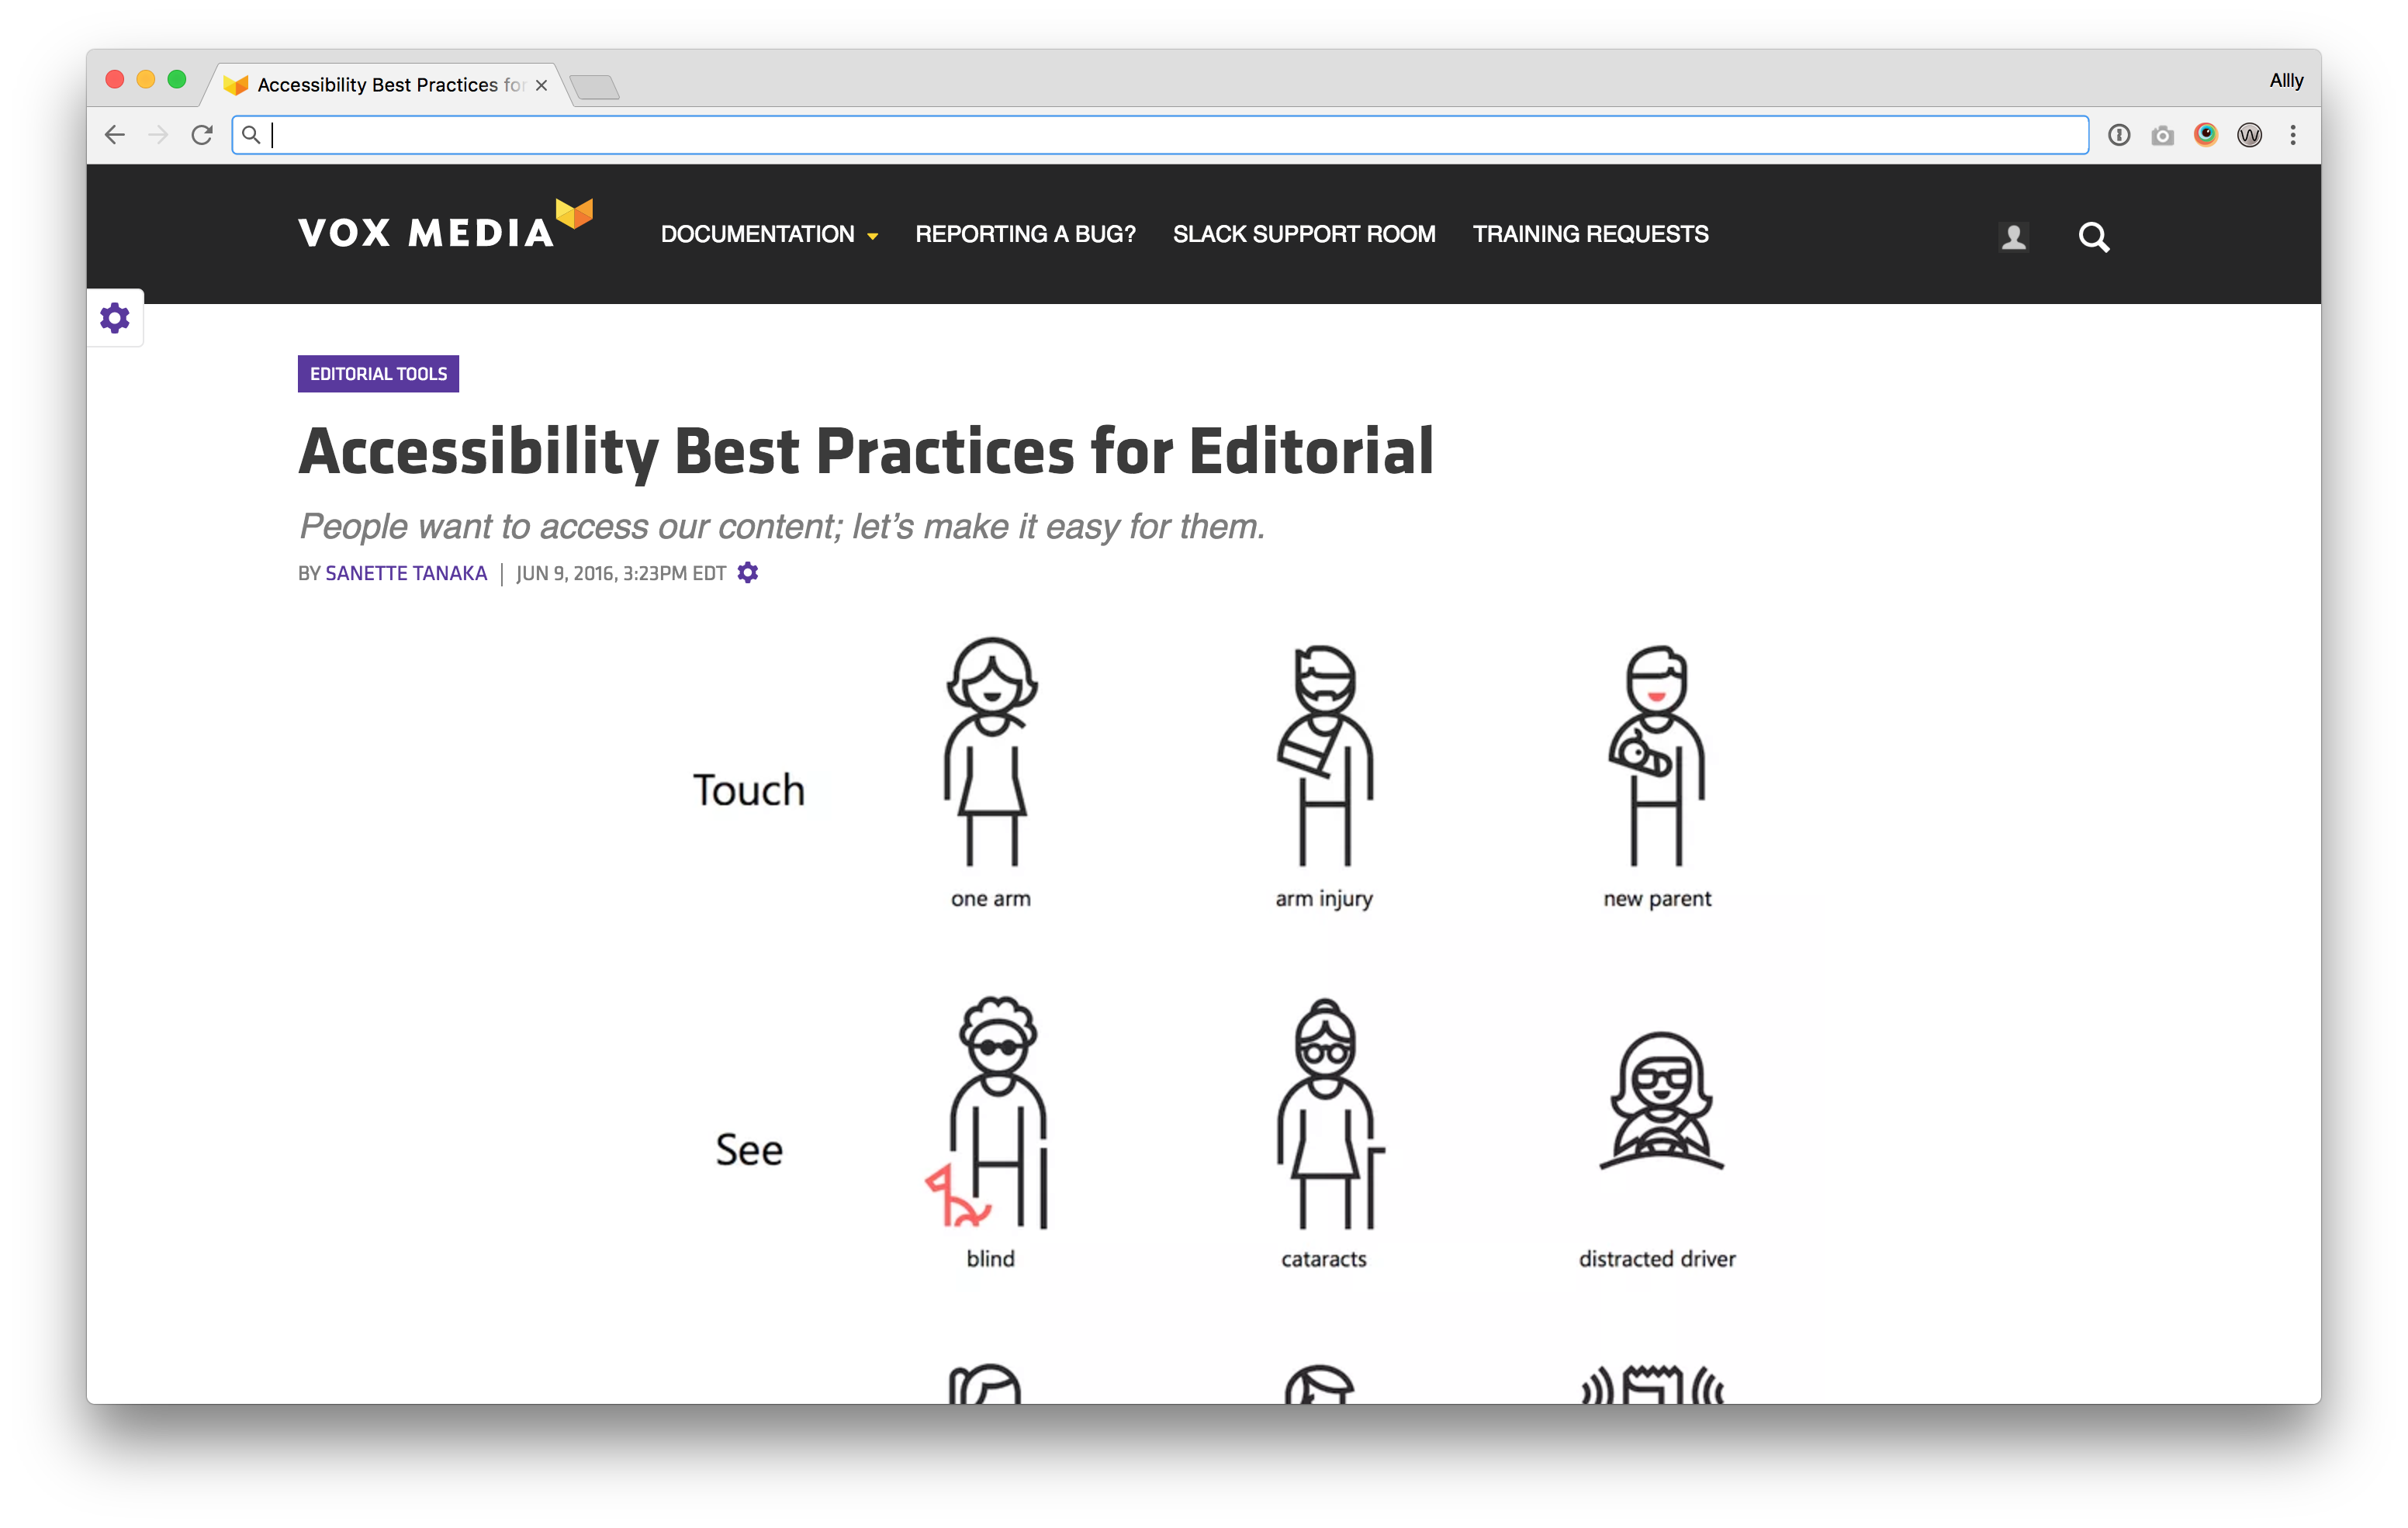 Accessibility Best Practices for
Allly
VOX MEDIA
DOCUMENTATION REPORTING A BUG? SLACK SUPPORT ROOM TRAINING REQUESTS
EDITORIAL TOOLS
Accessibility Best Practices for Editorial
People want to access our content; let’s make it easy for them.
BY SANETTE TANAKA | JUN 9, 2016, 3:23PM EDT
Touch
one arm
arm injury
new parent
See
blind
cataracts
distracted driver